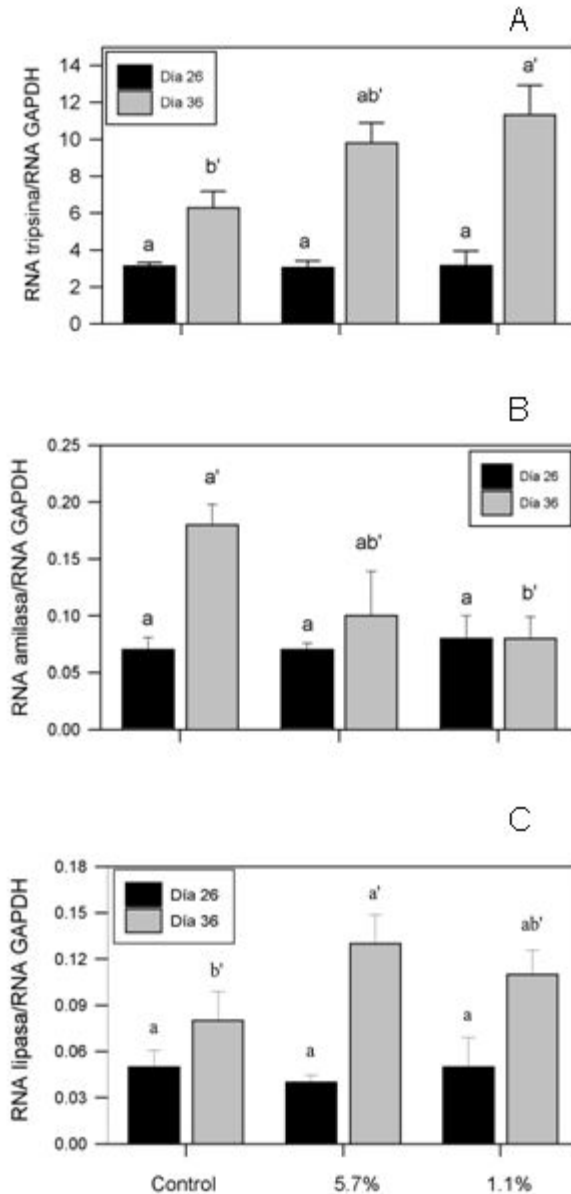 A
14
12
10
8
6
4
2
0
RNA tripsina/RNA GAPDH
Día 26
Día 36
a
b'
a
ab'
a
a'
B
0.25
0.20
0.15
0.10
0.05
0.00
RNA amilasa/RNA GAPDH
Día 26
Día 36
a
a'
a
ab'
a
b'
C
0.18
0.15
0.12
0.09
0.06
0.03
0.00
RNA lipasa/RNA GAPDH
Día 26
Día 36
a
b'
a
a'
a
ab'
Control
5.7%
1.1%